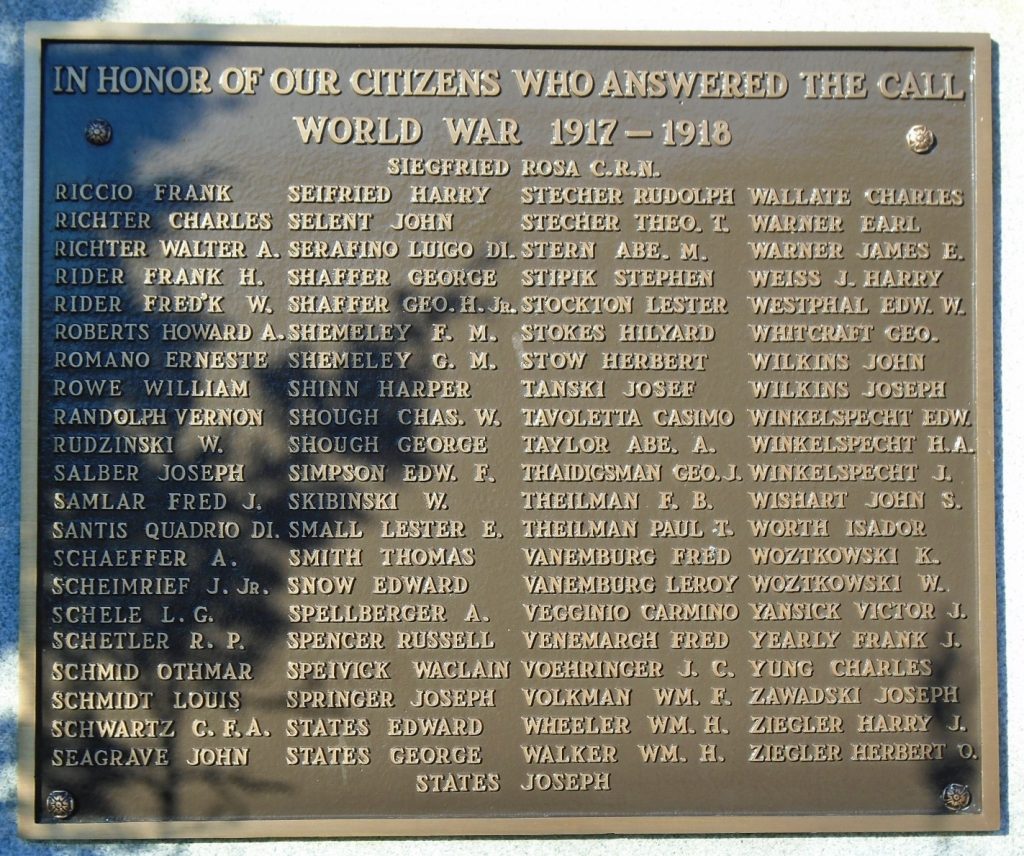 IN HONOR OF OUR CITIZENS WHO ANSWERED THE CALL
WORLD WAR 1917 – 1918
SIEGFRIED ROSA C.R.N.
RICCIO FRANK
RICHTER CHARLES
RICHTER WALTER A.
RIDER FRANK H.
RIDER FRED'K W.
ROBERTS HOWARD A.
ROMANO ERNESTE
ROWE WILLIAM
RANDOLPH VERNON
RUDZINSKI W.
SALBER JOSEPH
SAMLAR FRED J.
SANTIS QUADRIO DI.
SCHAEFFER A.
SCHEIMRIEF J. JR.
SCHELE L. G.
SCHETLER R. P.
SCHMID OTHMAR
SCHMIDT LOUIS
SCHWARTZ C. F. A.
SEAGRAVE JOHN
SEIFRIED HARRY
SELENT JOHN
SERAFINO LUIGO DI.
SHAFFER GEORGE
SHAFFER GEO. H. JR.
SHEMELEY F. M.
SHEMELEY G. M.
SHINN HARPER
SHOUGH CHAS. W.
SHOUGH GEORGE
SIMPSON EDW. F.
SKIBINSKI W.
SMALL LESTER E.
SMITH THOMAS
SNOW EDWARD
SPELLBERGER A.
SPENCER RUSSELL
SPEIVICK WACLAIN
SPRINGER JOSEPH
STATES EDWARD
STATES GEORGE
STECHER RUDOLPH
STECHER THEO. T.
STERN ABE. M.
STIPIK STEPHEN
STOCKTON LESTER
STOKES HILYARD
STOW HERBERT
TANSKI JOSEF
TAVOLETTA CASIMO
TAYLOR ABE. A.
THAIDIGSMAN GEO. J.
THEILMAN F. B.
THEILMAN PAUL T.
VANEMBURG FRED
VANEMBURG LEROY
VEGGINIO CARMINO
VENEMARGH FRED
VOEHRINGER J. C.
VOLKMAN WM. F.
WHEELER WM. H.
WALKER WM. H.
WALLATE CHARLES
WARNER EARL
WARNER JAMES E.
WEISS J. HARRY
WESTPHAL EDW. W.
WHITCRAFT GEO.
WILKINS JOHN
WILKINS JOSEPH
WINKELSPECHT EDW.
WINKELSPECHT H.A.
WINKELSPECHT J.
WISHART JOHN S.
WORTH ISADOR
WOZTKOWSKI K.
WOZTKOWSKI W.
YANSICK VICTOR J.
YEARLY FRANK J.
YUNG CHARLES
ZAWADSKI JOSEPH
ZIEGLER HARRY J.
ZIEGLER HERBERT O.
STATES JOSEPH